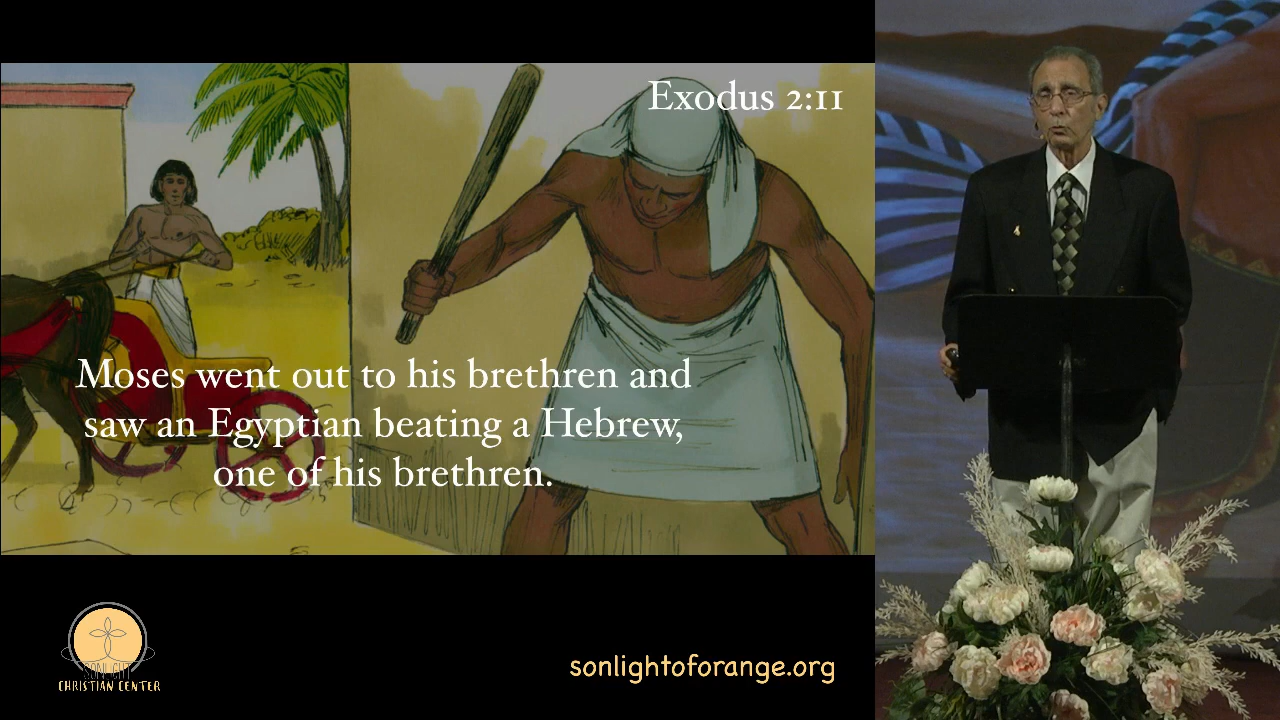 Exodus 2:11
Moses went out to his brethren and
saw an Egyptian beating a Hebrew,
one of his brethren.
SONLIGHT
CHRISTIAN CENTER
sonlightoforange.org